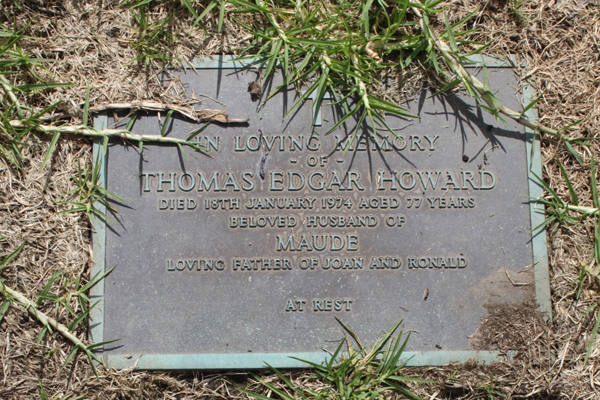 IN LOVING MEMORY
- OF -
THOMAS EDGAR HOWARD
DIED 18TH JANUARY 1974 AGED 77 YEARS
BELOVED HUSBAND OF
MAUDE
LOVING FATHER OF JOAN AND RONALD
AT REST